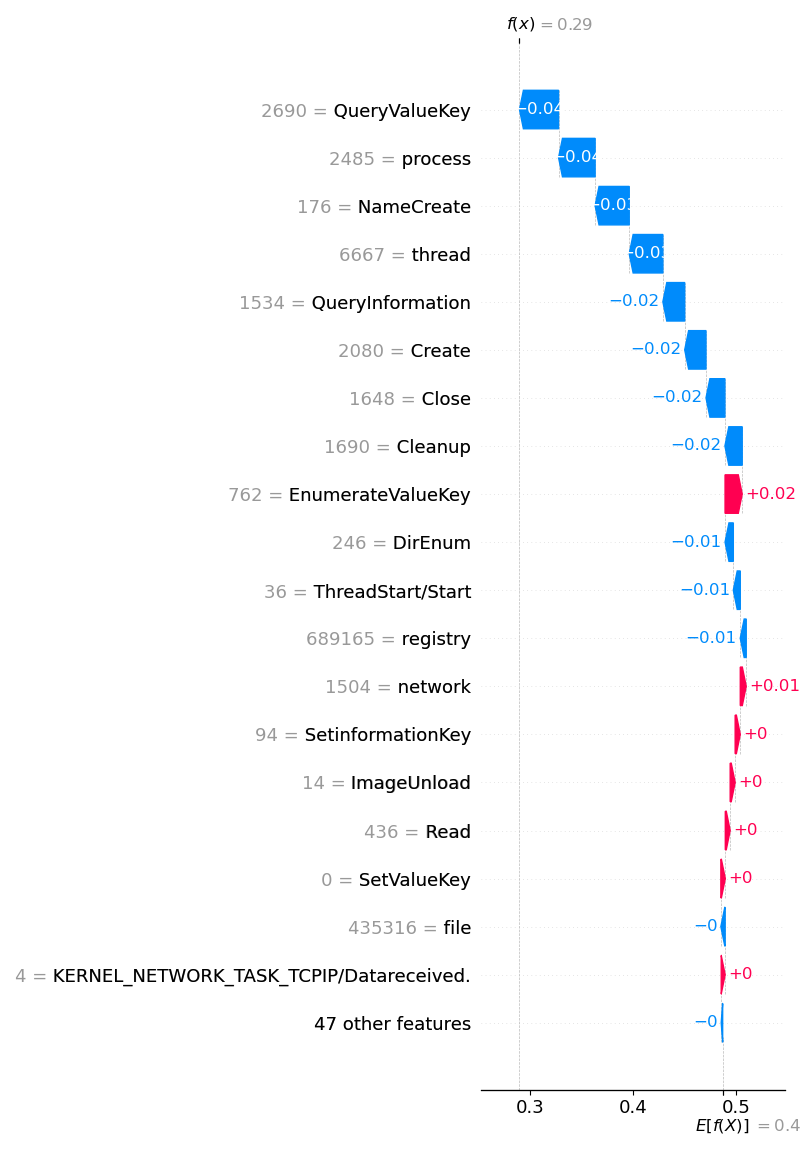 f(x) = 0.29
2690 = QueryValueKey
−0.04
2485 = process
−0.04
176 = NameCreate
−0.03
6667 = thread
−0.03
1534 = QueryInformation
−0.02
2080 = Create
−0.02
1648 = Close
−0.02
1690 = Cleanup
−0.02
762 = EnumerateValueKey
+0.02
246 = DirEnum
−0.01
36 = ThreadStart/Start
−0.01
689165 = registry
−0.01
1504 = network
+0.01
94 = SetinformationKey
+0
14 = ImageUnload
+0
436 = Read
+0
0 = SetValueKey
+0
435316 = file
−0
4 = KERNEL_NETWORK_TASK_TCPIP/Datareceived.
+0
47 other features
−0
0.3 0.4 0.5
E[f(X)] = 0.4